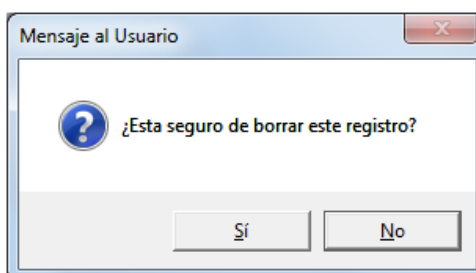 Mensaje al Usuario
¿Esta seguro de borrar este registro?
Sí
No